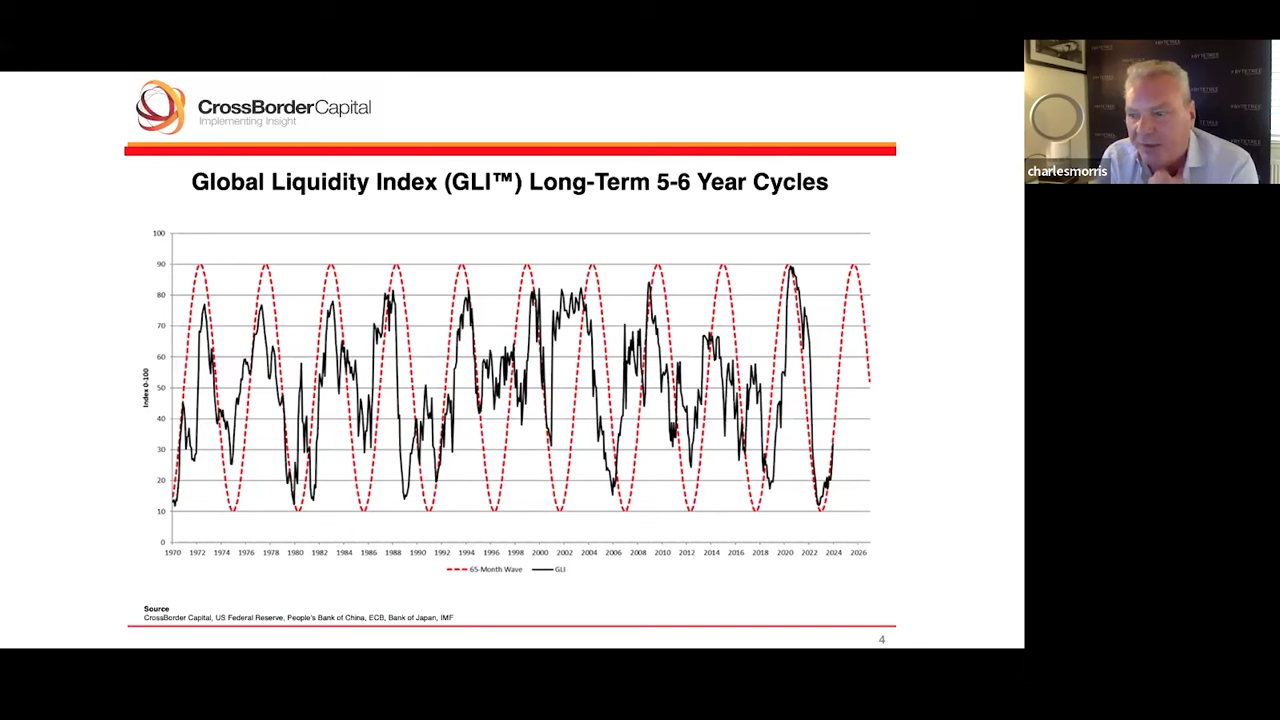 CrossBorderCapital
Implementing Insight
charlesmorris
Global Liquidity Index (GLI™) Long-Term 5-6 Year Cycles
100
90
80
70
60
50
40
30
20
10
0
Index 0-100
1970 1972 1974 1976 1978 1980 1982 1984 1986 1988 1990 1992 1994 1996 1998 2000 2002 2004 2006 2008 2010 2012 2014 2016 2018 2020 2022 2024 2026
65-Month Wave GLI
Source
CrossBorder Capital, US Federal Reserve, People's Bank of China, ECB, Bank of Japan, IMF
4